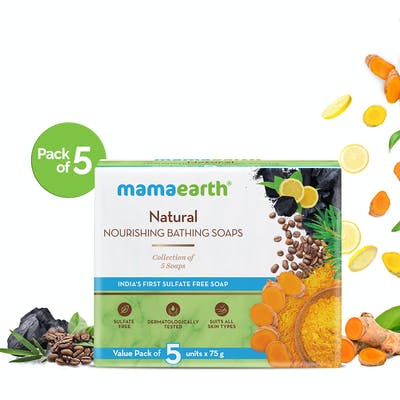 Pack
of 5
mamaearth®
Natural
NOURISHING BATHING SOAPS
Collection of
5 Soaps
INDIA'S FIRST SULFATE FREE SOAP
SULFATE
FREE
DERMATOLOGICALLY
TESTED
SUITS ALL
SKIN TYPES
Value Pack of 5 units x 75 g